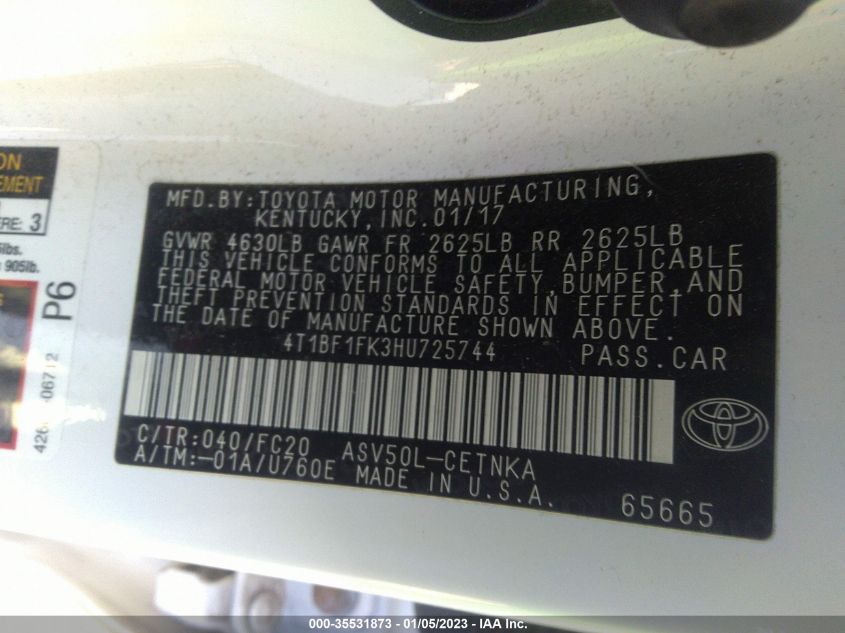 MFD.BY:TOYOTA MOTOR MANUFACTURING,
KENTUCKY, INC. 01/17
GVWR 4630LB GAWR FR 2625LB RR 2625LB
THIS VEHICLE CONFORMS TO ALL APPLICABLE
FEDERAL MOTOR VEHICLE SAFETY, BUMPER, AND
THEFT PREVENTION STANDARDS IN EFFECT ON
THE DATE OF MANUFACTURE SHOWN ABOVE.
4T1BF1FK3HU725744 PASS.CAR
C/TR:040/FC20 ASV50L-CETNKA
A/TM:-01A/U760E MADE IN U.S.A.
65665
3
lbs.
905lb.
P6
000-35531873 - 01/05/2023 - IAA Inc.